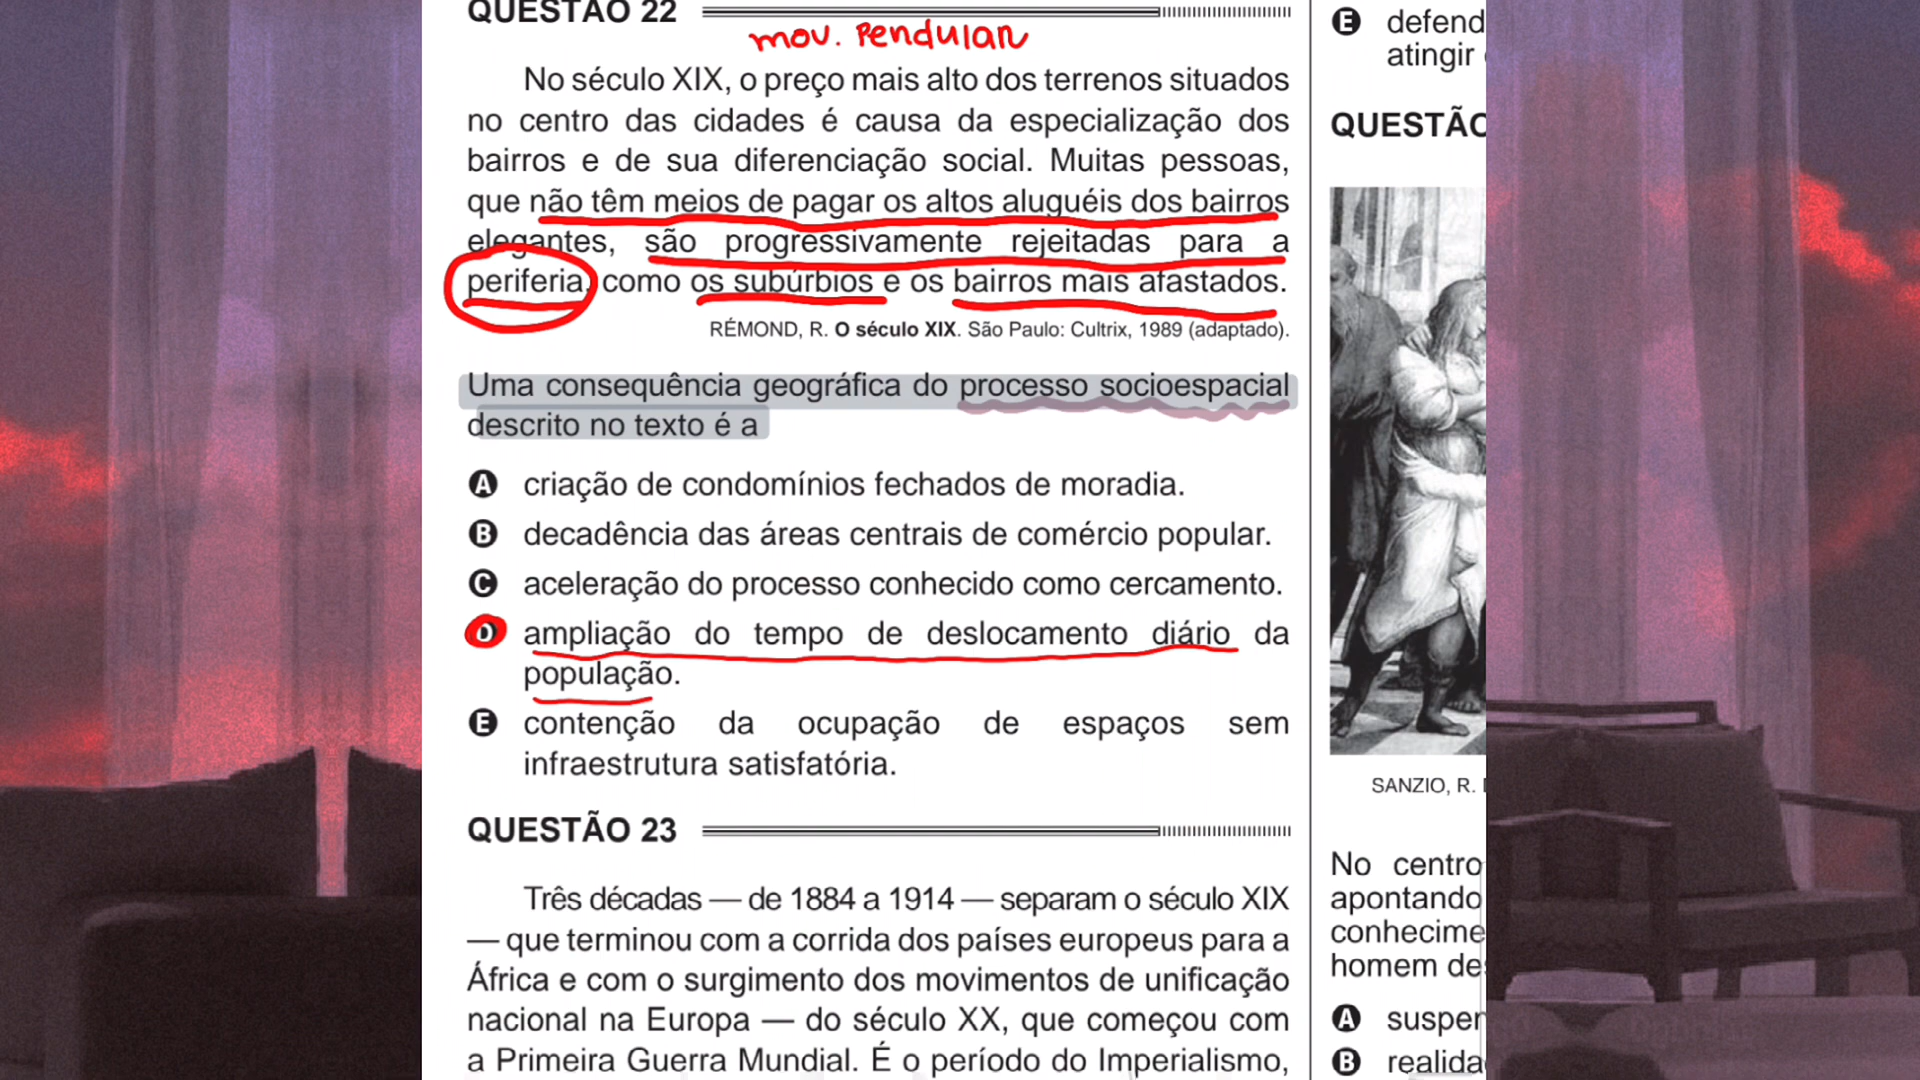 QUESTÃO 22
mov. Pendular
No século XIX, o preço mais alto dos terrenos situados
no centro das cidades é causa da especialização dos
bairros e de sua diferenciação social. Muitas pessoas,
que não têm meios de pagar os altos aluguéis dos bairros
elegantes, são progressivamente rejeitadas para a
periferia, como os subúrbios e os bairros mais afastados.
RÉMOND, R. O século XIX. São Paulo: Cultrix, 1989 (adaptado).
Uma consequência geográfica do processo socioespacial
descrito no texto é a
A criação de condomínios fechados de moradia.
B decadência das áreas centrais de comércio popular.
C aceleração do processo conhecido como cercamento.
D ampliação do tempo de deslocamento diário da
população.
E contenção da ocupação de espaços sem
infraestrutura satisfatória.
QUESTÃO 23
Três décadas — de 1884 a 1914 — separam o século XIX
— que terminou com a corrida dos países europeus para a
África e com o surgimento dos movimentos de unificação
nacional na Europa — do século XX, que começou com
a Primeira Guerra Mundial. É o período do Imperialismo,
E defend
atingir
QUESTÃO
SANZIO, R.
No centro
apontando
conhecime
homem de
A suspen
B realida